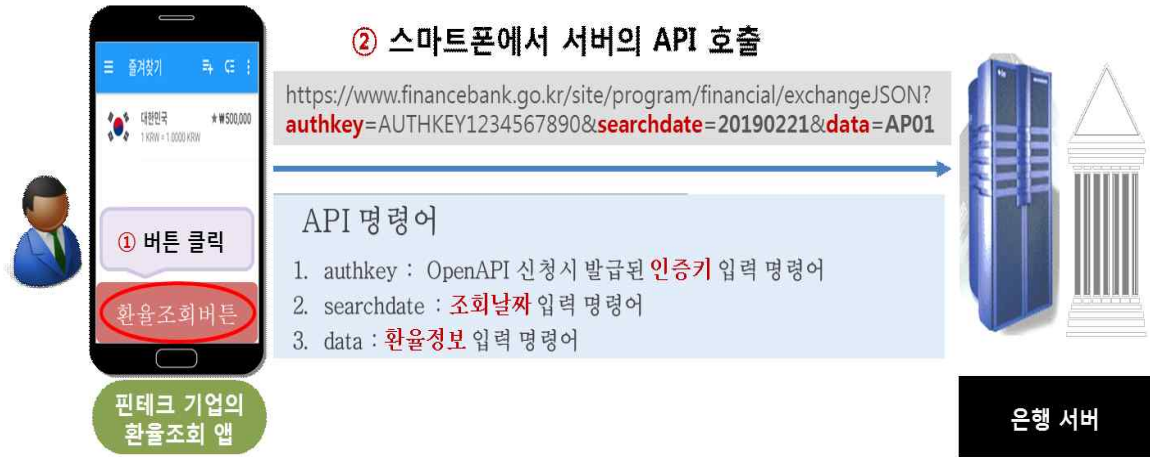 ② 스마트폰에서 서버의 API 호출
https://www.financebank.go.kr/site/program/financial/exchangeJSON?
authkey=AUTHKEY1234567890&searchdate=20190221&data=AP01
즐겨찾기
대한민국 ★ ₩500,000
1 KRW = 1.0000 KRW
① 버튼 클릭
환율조회버튼
핀테크 기업의
환율조회 앱
API 명령어
1. authkey : OpenAPI 신청시 발급된 인증키 입력 명령어
2. searchdate : 조회날짜 입력 명령어
3. data : 환율정보 입력 명령어
은행 서버